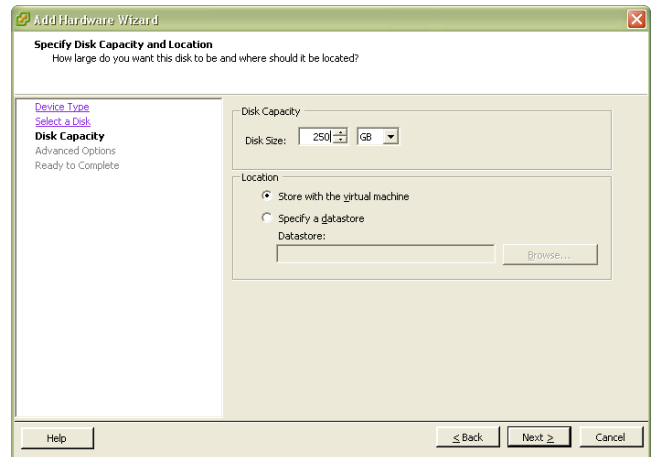 Add Hardware Wizard
Specify Disk Capacity and Location
How large do you want this disk to be and where should it be located?
Device Type
Select a Disk
Disk Capacity
Advanced Options
Ready to Complete
Disk Capacity
Disk Size: 250 GB
Location
Store with the virtual machine
Specify a datastore
Datastore:
Browse...
Help
< Back
Next >
Cancel